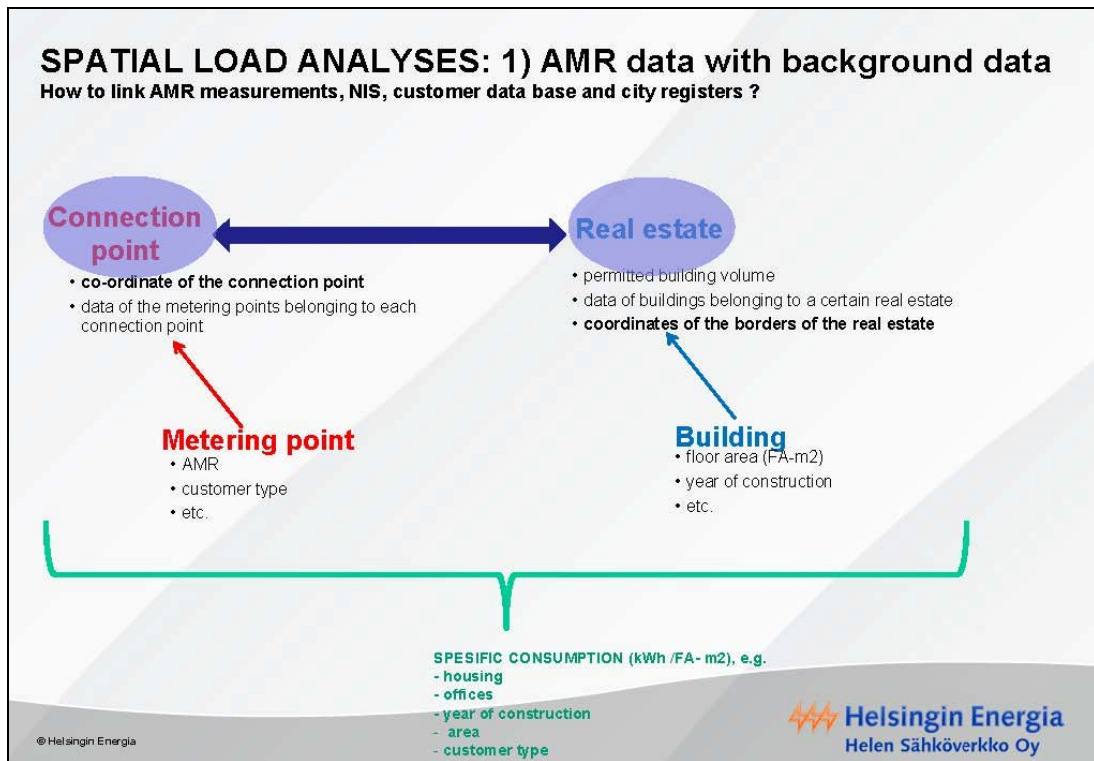 SPATIAL LOAD ANALYSES: 1) AMR data with background data
How to link AMR measurements, NIS, customer data base and city registers ?
Connection
point
• co-ordinate of the connection point
• data of the metering points belonging to each
connection point
Real estate
• permitted building volume
• data of buildings belonging to a certain real estate
• coordinates of the borders of the real estate
Metering point
• AMR
• customer type
• etc.
Building
• floor area (FA-m2)
• year of construction
• etc.
SPESIFIC CONSUMPTION (kWh /FA- m2), e.g.
- housing
- offices
- year of construction
- area
- customer type
© Helsingin Energia
Helsingin Energia
Helen Sähköverkko Oy